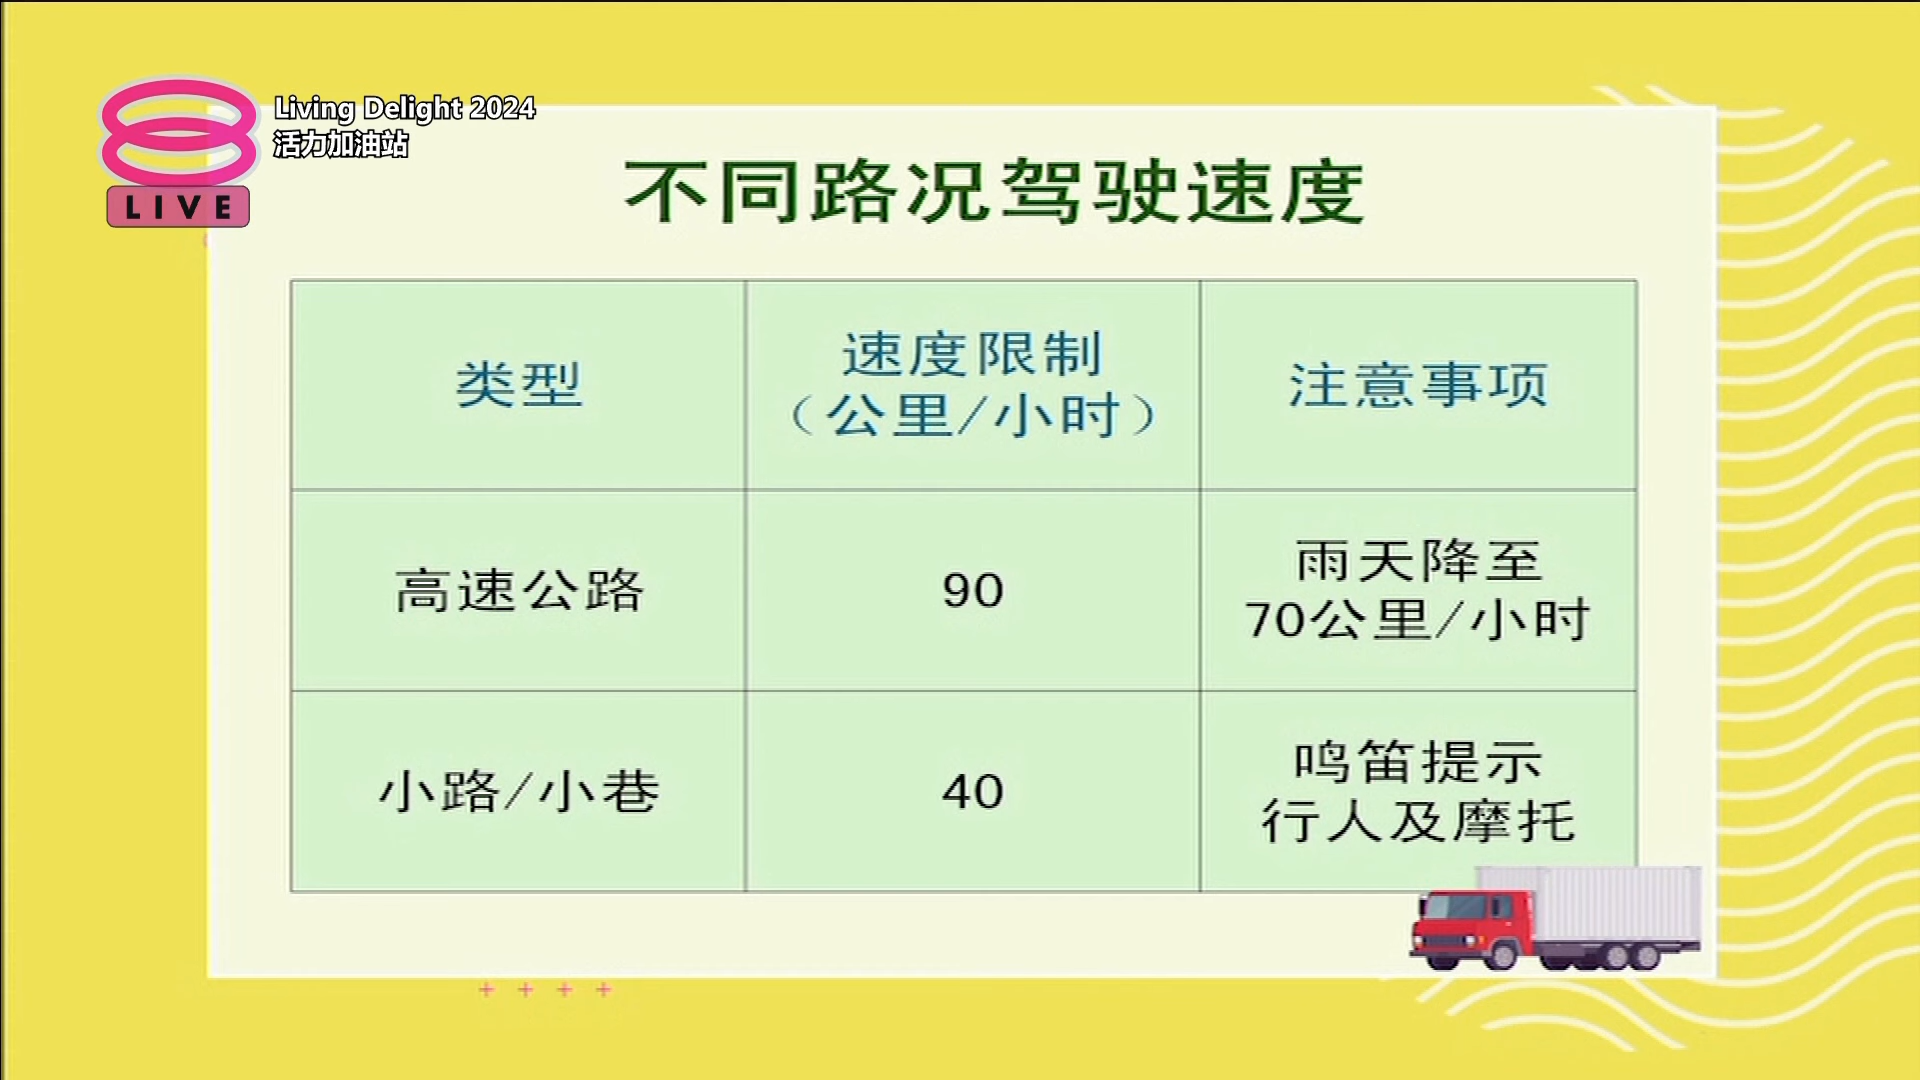 Living Delight 2024
活力加油站
LIVE
不同路况驾驶速度
类型
速度限制
（公里/小时）
注意事项
高速公路
90
雨天降至
70公里/小时
小路/小巷
40
鸣笛提示
行人及摩托